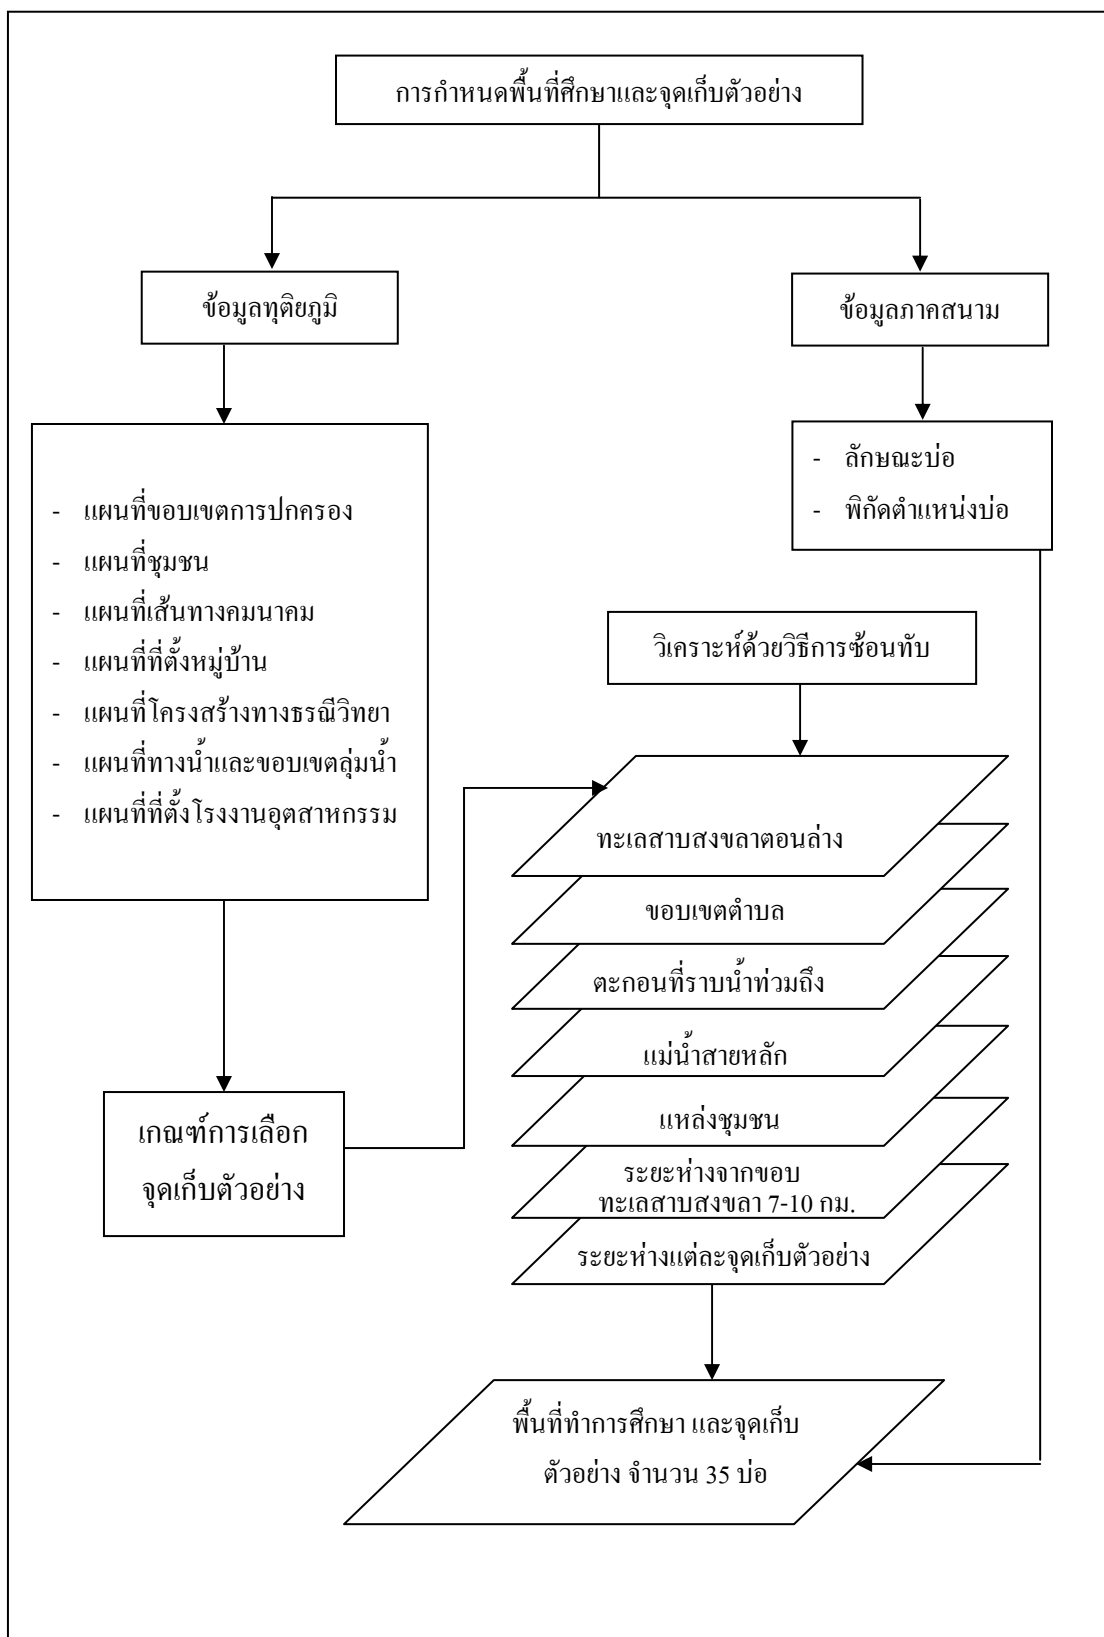 การกำหนดพื้นที่ศึกษาและจุดเก็บตัวอย่าง
ข้อมูลทุติยภูมิ
ข้อมูลภาคสนาม
- ลักษณะบ่อ
- พิกัดตำแหน่งบ่อ
- แผนที่ขอบเขตการปกครอง
- แผนที่ชุมชน
- แผนที่เส้นทางคมนาคม
- แผนที่ที่ตั้งหมู่บ้าน
- แผนที่โครงสร้างทางธรณีวิทยา
- แผนที่ทางน้ำและขอบเขตลุ่มน้ำ
- แผนที่ที่ตั้งโรงงานอุตสาหกรรม
เกณฑ์การเลือก
จุดเก็บตัวอย่าง
วิเคราะห์ด้วยวิธีการซ้อนทับ
ทะเลสาบสงขลาตอนล่าง
ขอบเขตตำบล
ตะกอนที่ราบน้ำท่วมถึง
แม่น้ำสายหลัก
แหล่งชุมชน
ระยะห่างจากขอบ
ทะเลสาบสงขลา 7-10 กม.
ระยะห่างแต่ละจุดเก็บตัวอย่าง
พื้นที่ทำการศึกษา และจุดเก็บ
ตัวอย่าง จำนวน 35 บ่อ